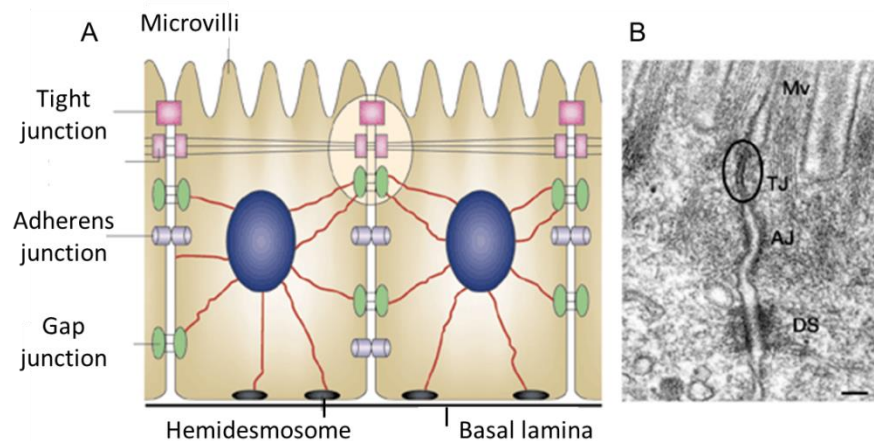 A
Microvilli
Tight
junction
Adherens
junction
Gap
junction
Hemidesmosome
Basal lamina
B
Mv
TJ
AJ
DS